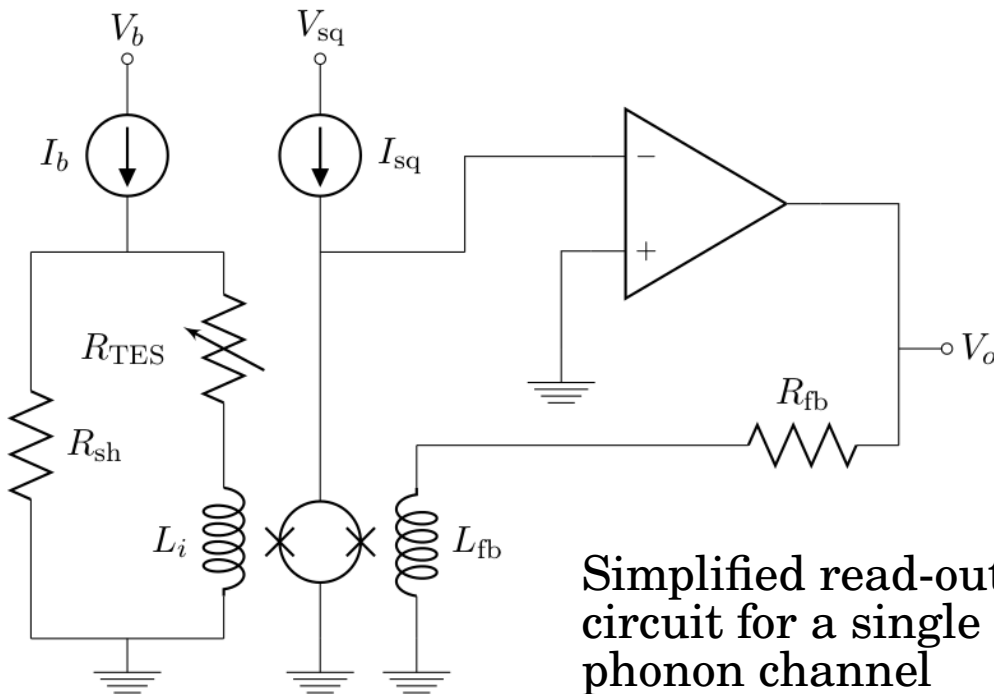 V_b
V_sq
I_b
I_sq
−
+
R_TES
V_o
R_fb
R_sh
L_i
L_fb
Simplified read-out
circuit for a single
phonon channel